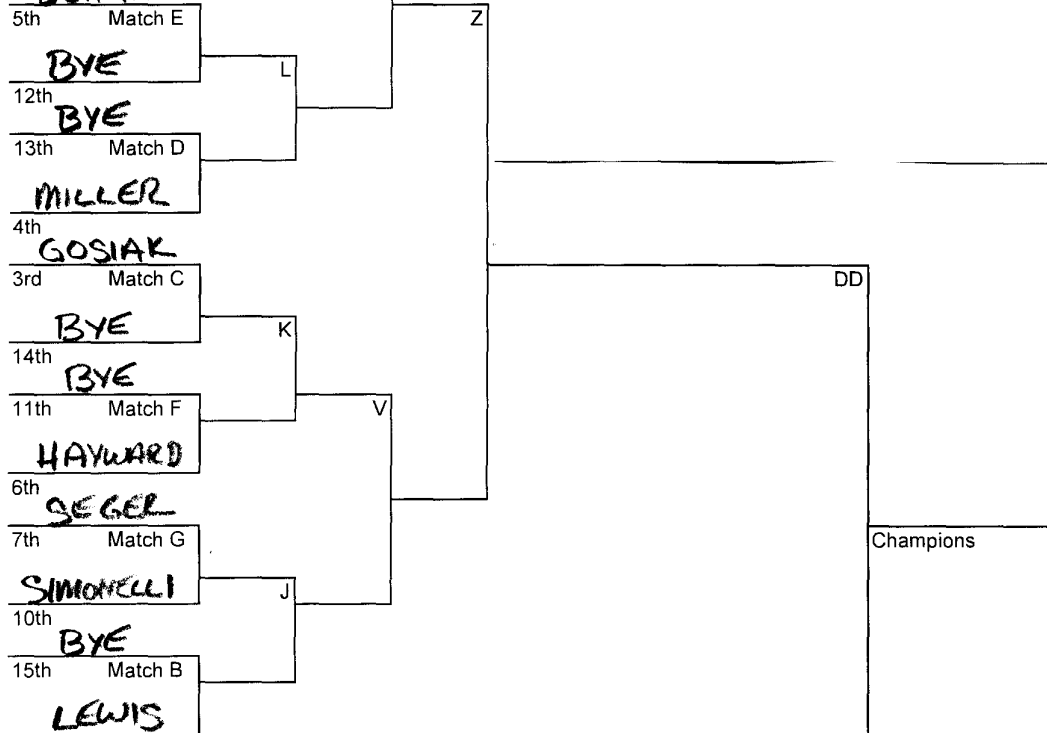 5th Match E Z
BYE L
12th BYE
13th Match D
MILLER
4th GOSIAK
3rd Match C DD
BYE K
14th BYE
11th Match F V
HAYWARD
6th SEGER
7th Match G Champions
SIMONELLI J
10th BYE
15th Match B
LEWIS